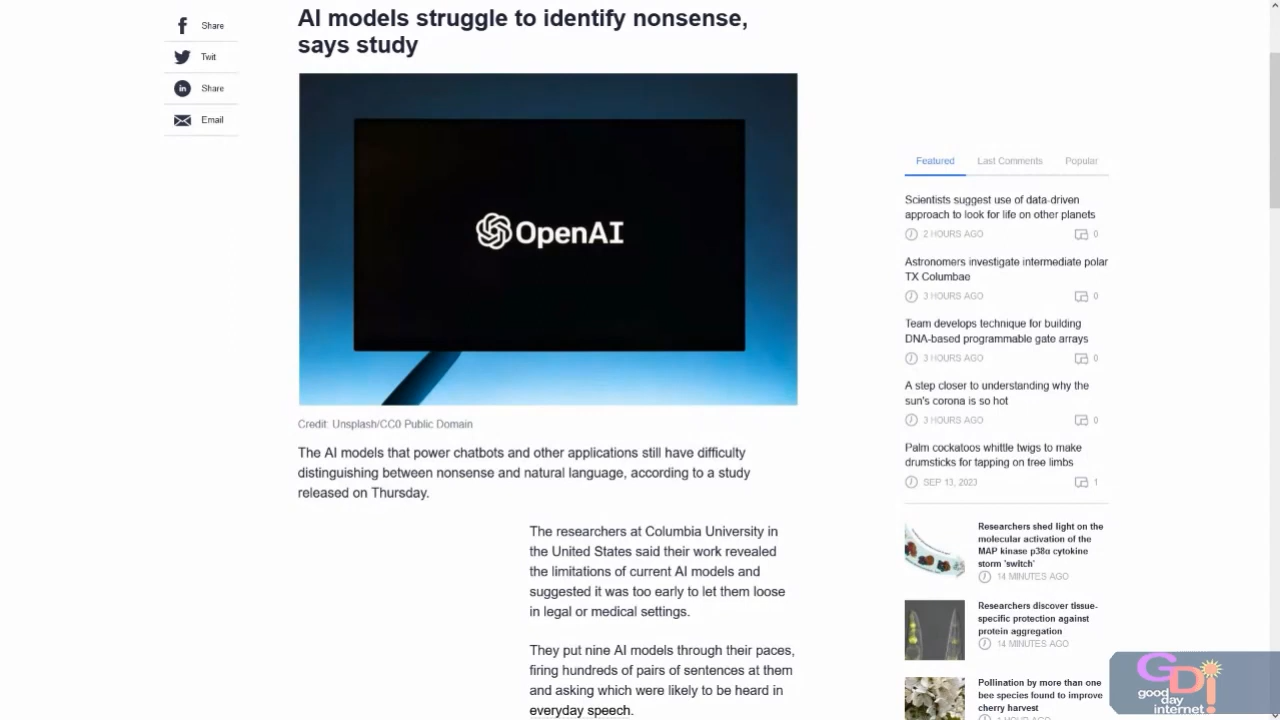 Share
Twit
Share
Email
AI models struggle to identify nonsense,
says study
OpenAI
Credit: Unsplash/CC0 Public Domain
The AI models that power chatbots and other applications still have difficulty
distinguishing between nonsense and natural language, according to a study
released on Thursday.
The researchers at Columbia University in
the United States said their work revealed
the limitations of current AI models and
suggested it was too early to let them loose
in legal or medical settings.
They put nine AI models through their paces,
firing hundreds of pairs of sentences at them
and asking which were likely to be heard in
everyday speech.
Featured Last Comments Popular
Scientists suggest use of data-driven
approach to look for life on other planets
2 HOURS AGO 0
Astronomers investigate intermediate polar
TX Columbae
3 HOURS AGO 0
Team develops technique for building
DNA-based programmable gate arrays
3 HOURS AGO 0
A step closer to understanding why the
sun's corona is so hot
3 HOURS AGO 0
Palm cockatoos whittle twigs to make
drumsticks for tapping on tree limbs
SEP 13, 2023 1
Researchers shed light on the
molecular activation of the
MAP kinase p38α cytokine
storm 'switch'
14 MINUTES AGO
Researchers discover tissue-
specific protection against
protein aggregation
14 MINUTES AGO
Pollination by more than one
bee species found to improve
cherry harvest
GDi
good
day
internet!